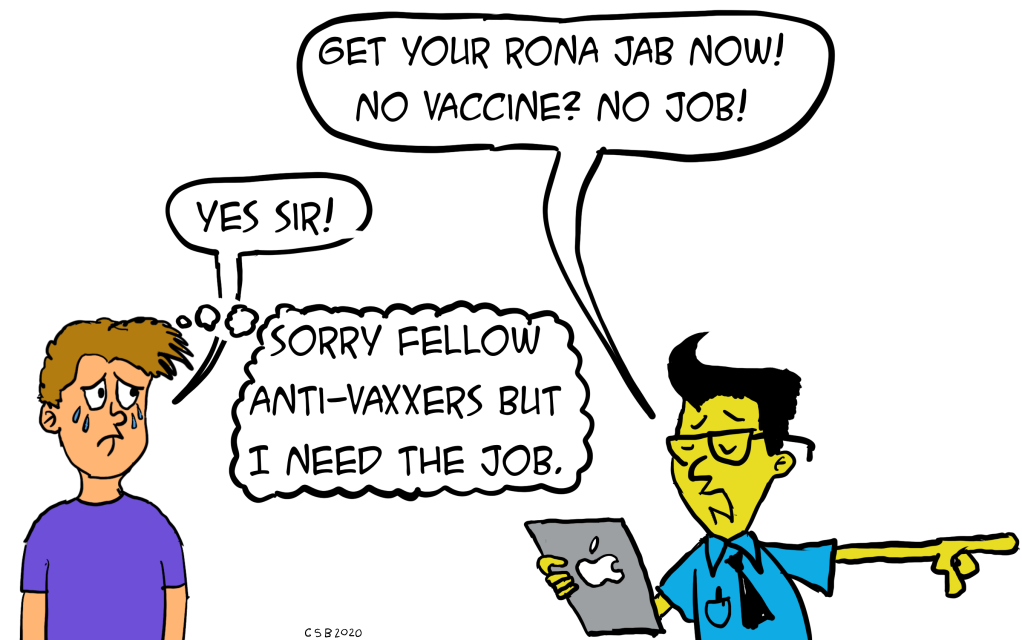 GET YOUR RONA JAB NOW!
NO VACCINE? NO JOB!
YES SIR!
SORRY FELLOW
ANTI-VAXXERS BUT
I NEED THE JOB.
CSB2020